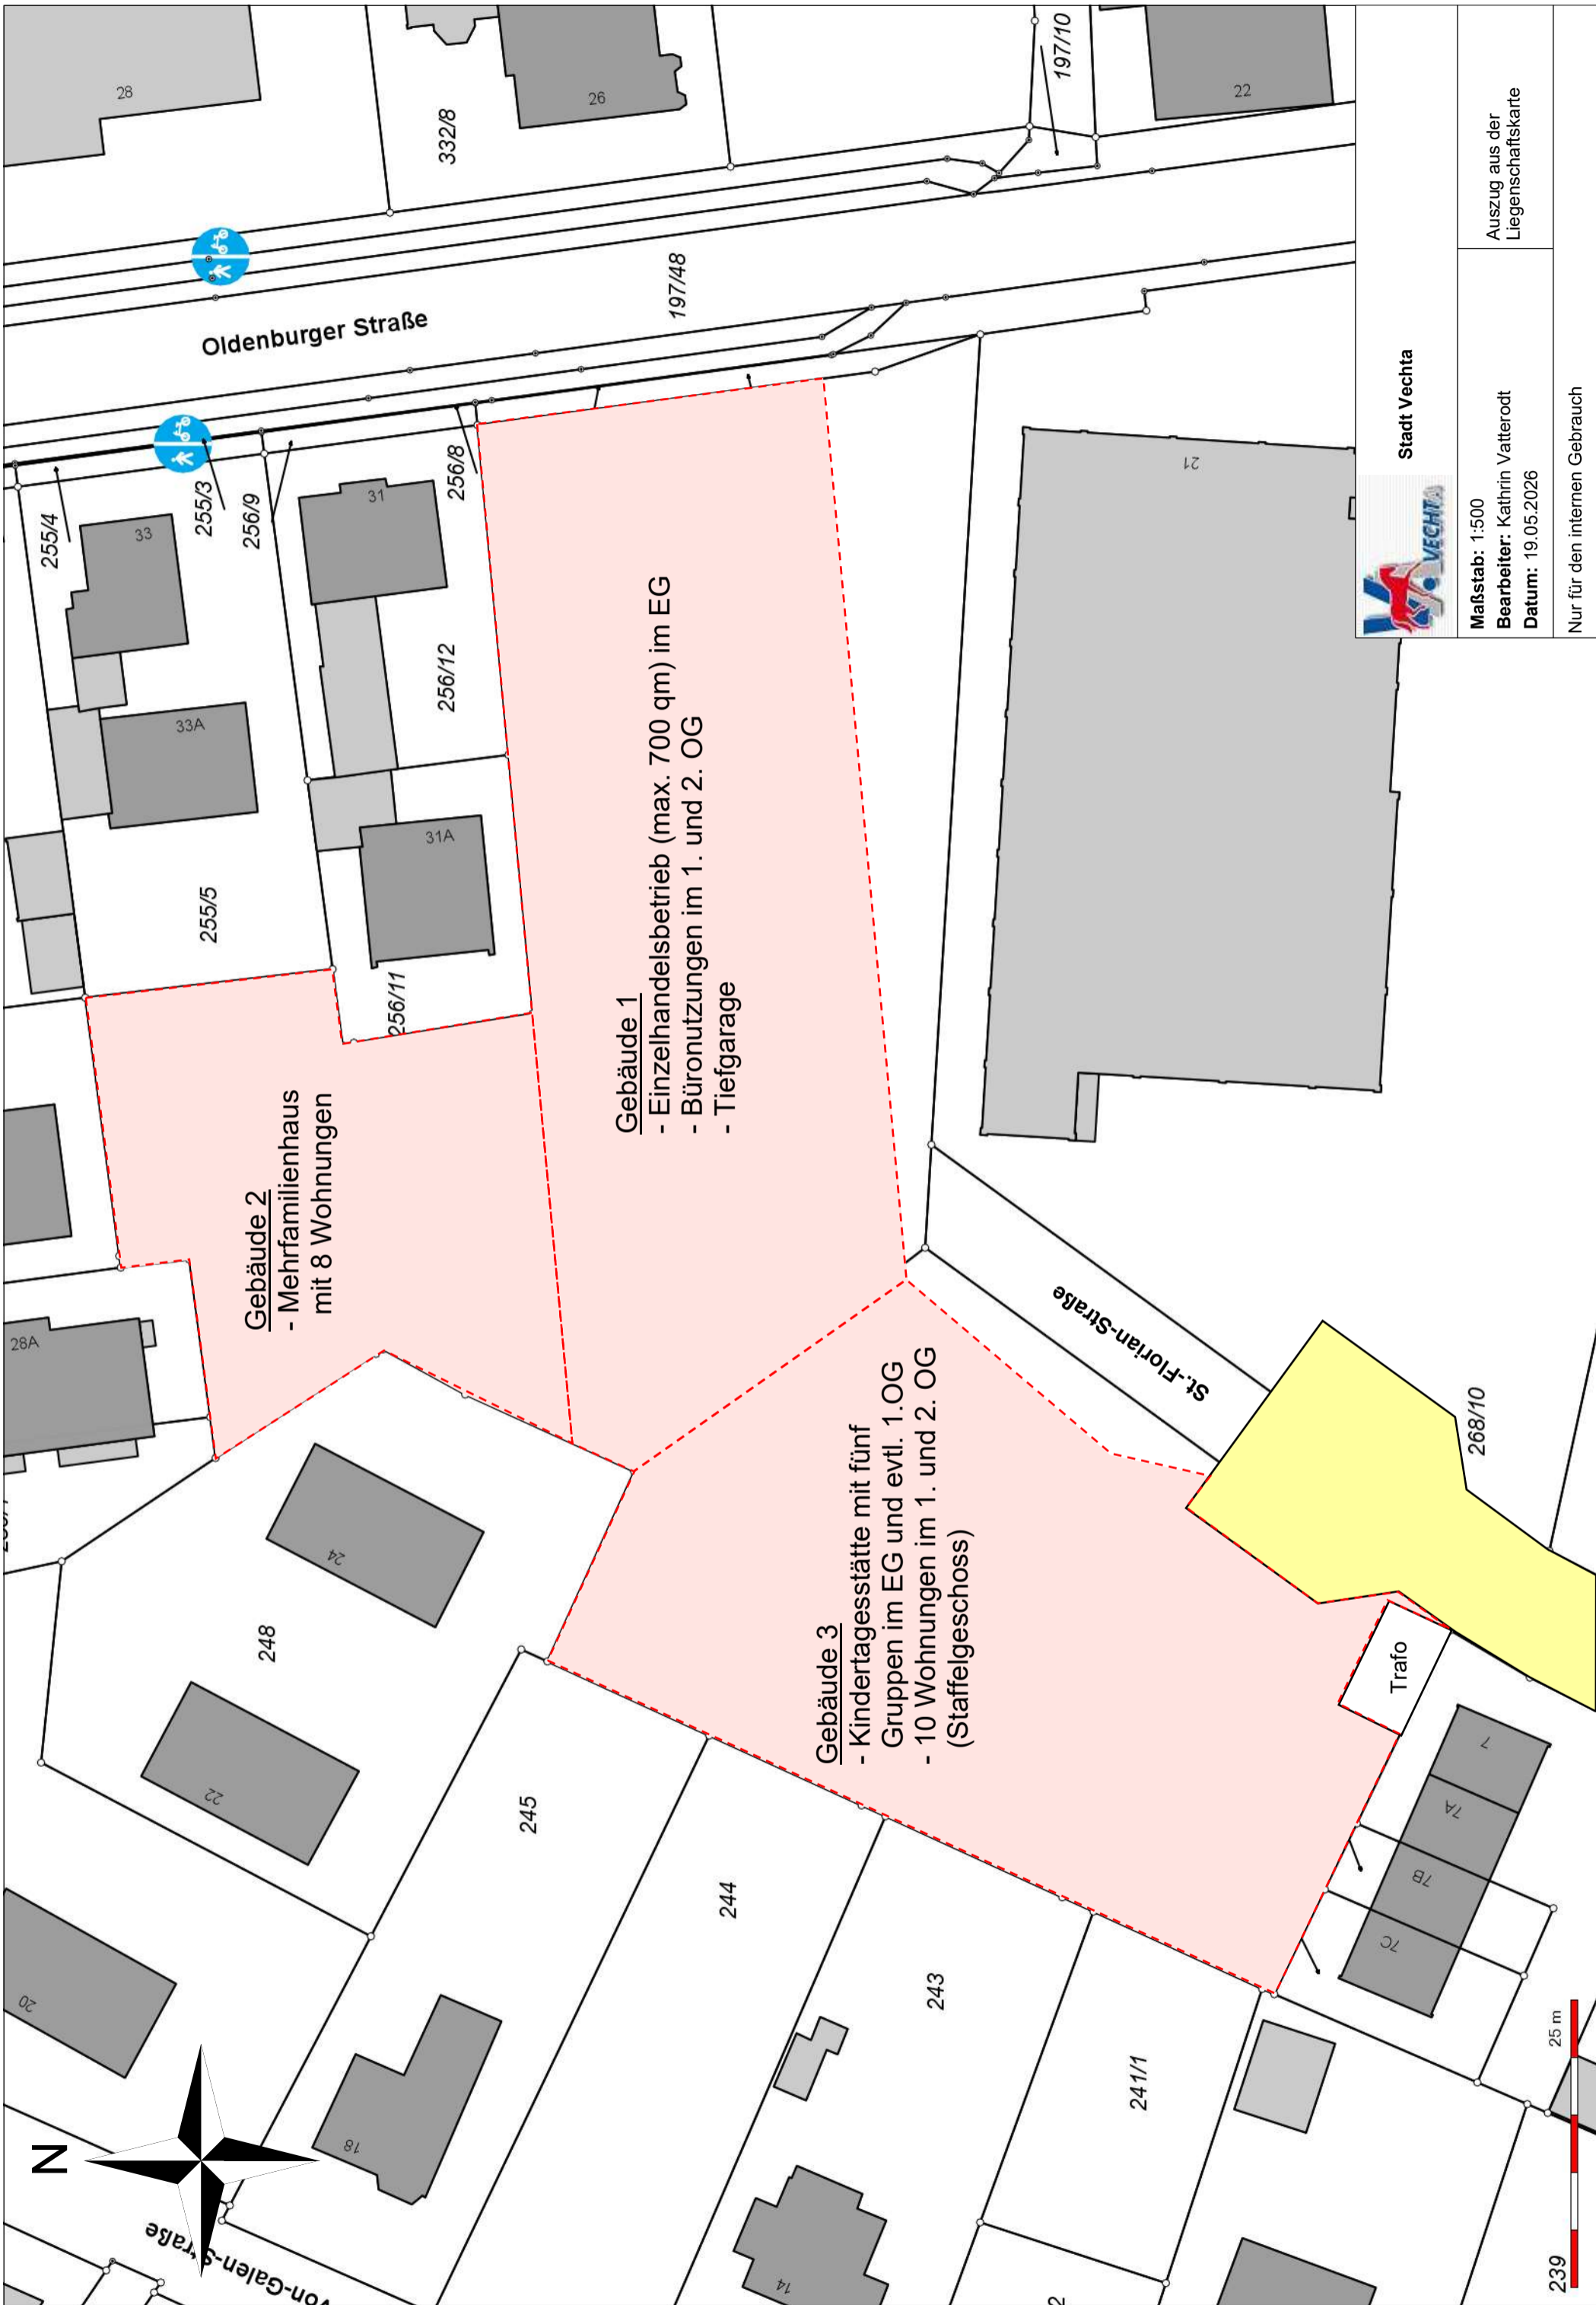 N
on-Galen-Straße
20
22
24
248
28A
18
245
244
243
241/1
14
239
25 m
Gebäude 2
- Mehrfamilienhaus
mit 8 Wohnungen
Gebäude 1
- Einzelhandelsbetrieb (max. 700 qm) im EG
- Büronutzungen im 1. und 2. OG
- Tiefgarage
Gebäude 3
- Kindertagesstätte mit fünf
Gruppen im EG und evtl. 1.OG
- 10 Wohnungen im 1. und 2. OG
(Staffelgeschoss)
Trafo
7
7A
7B
7C
St.-Florian-Straße
268/10
255/5
256/11
31A
33A
256/12
33
31
255/4
255/3
256/9
256/8
Oldenburger Straße
197/48
28
332/8
26
197/10
22
21
VECHTA
Stadt Vechta
Maßstab: 1:500
Bearbeiter: Kathrin Vatterodt
Datum: 19.05.2026
Auszug aus der
Liegenschaftskarte
Nur für den internen Gebrauch